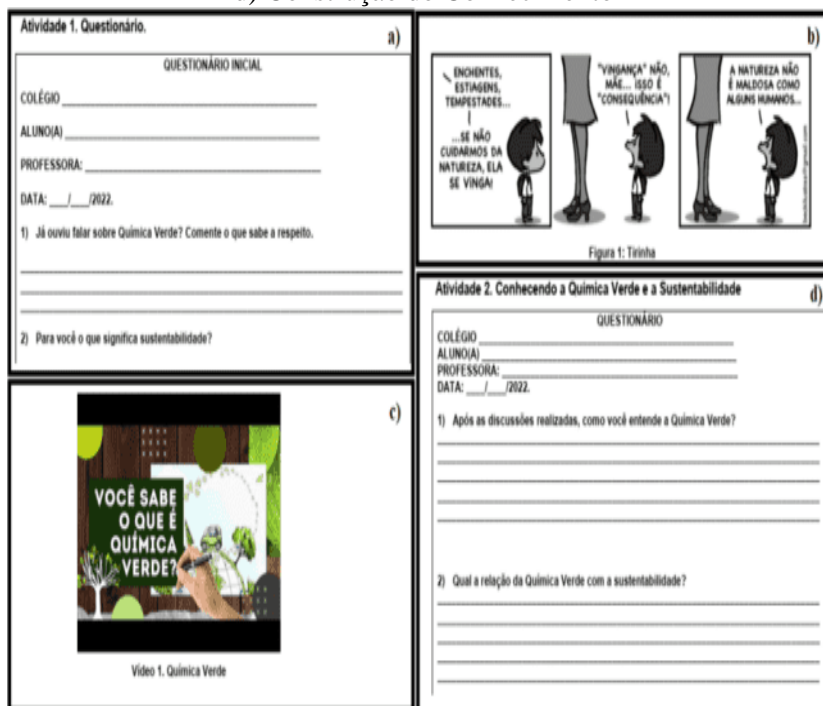 Atividade 1. Questionário.
a)
QUESTIONÁRIO INICIAL
COLÉGIO
ALUNO(A)
PROFESSORA:
DATA: ___/___/2022.
1) Já ouviu falar sobre Química Verde? Comente o que sabe a respeito.
2) Para você o que significa sustentabilidade?
b)
ENCHENTES,
ESTIAGENS,
TEMPESTADES...
...SE NÃO
CUIDARMOS DA
NATUREZA, ELA
SE VINGA!
"VINGANÇA" NÃO,
MÃE... ISSO É
"CONSEQUÊNCIA"!
A NATUREZA NÃO
É MALDOSA COMO
ALGUNS HUMANOS...
Figura 1: Tirinha
c)
VOCÊ SABE
O QUE É
QUÍMICA
VERDE?
Vídeo 1. Química Verde
Atividade 2. Conhecendo a Química Verde e a Sustentabilidade
d)
QUESTIONÁRIO
COLÉGIO
ALUNO(A)
PROFESSORA:
DATA: ___/___/2022.
1) Após as discussões realizadas, como você entende a Química Verde?
2) Qual a relação da Química Verde com a sustentabilidade?